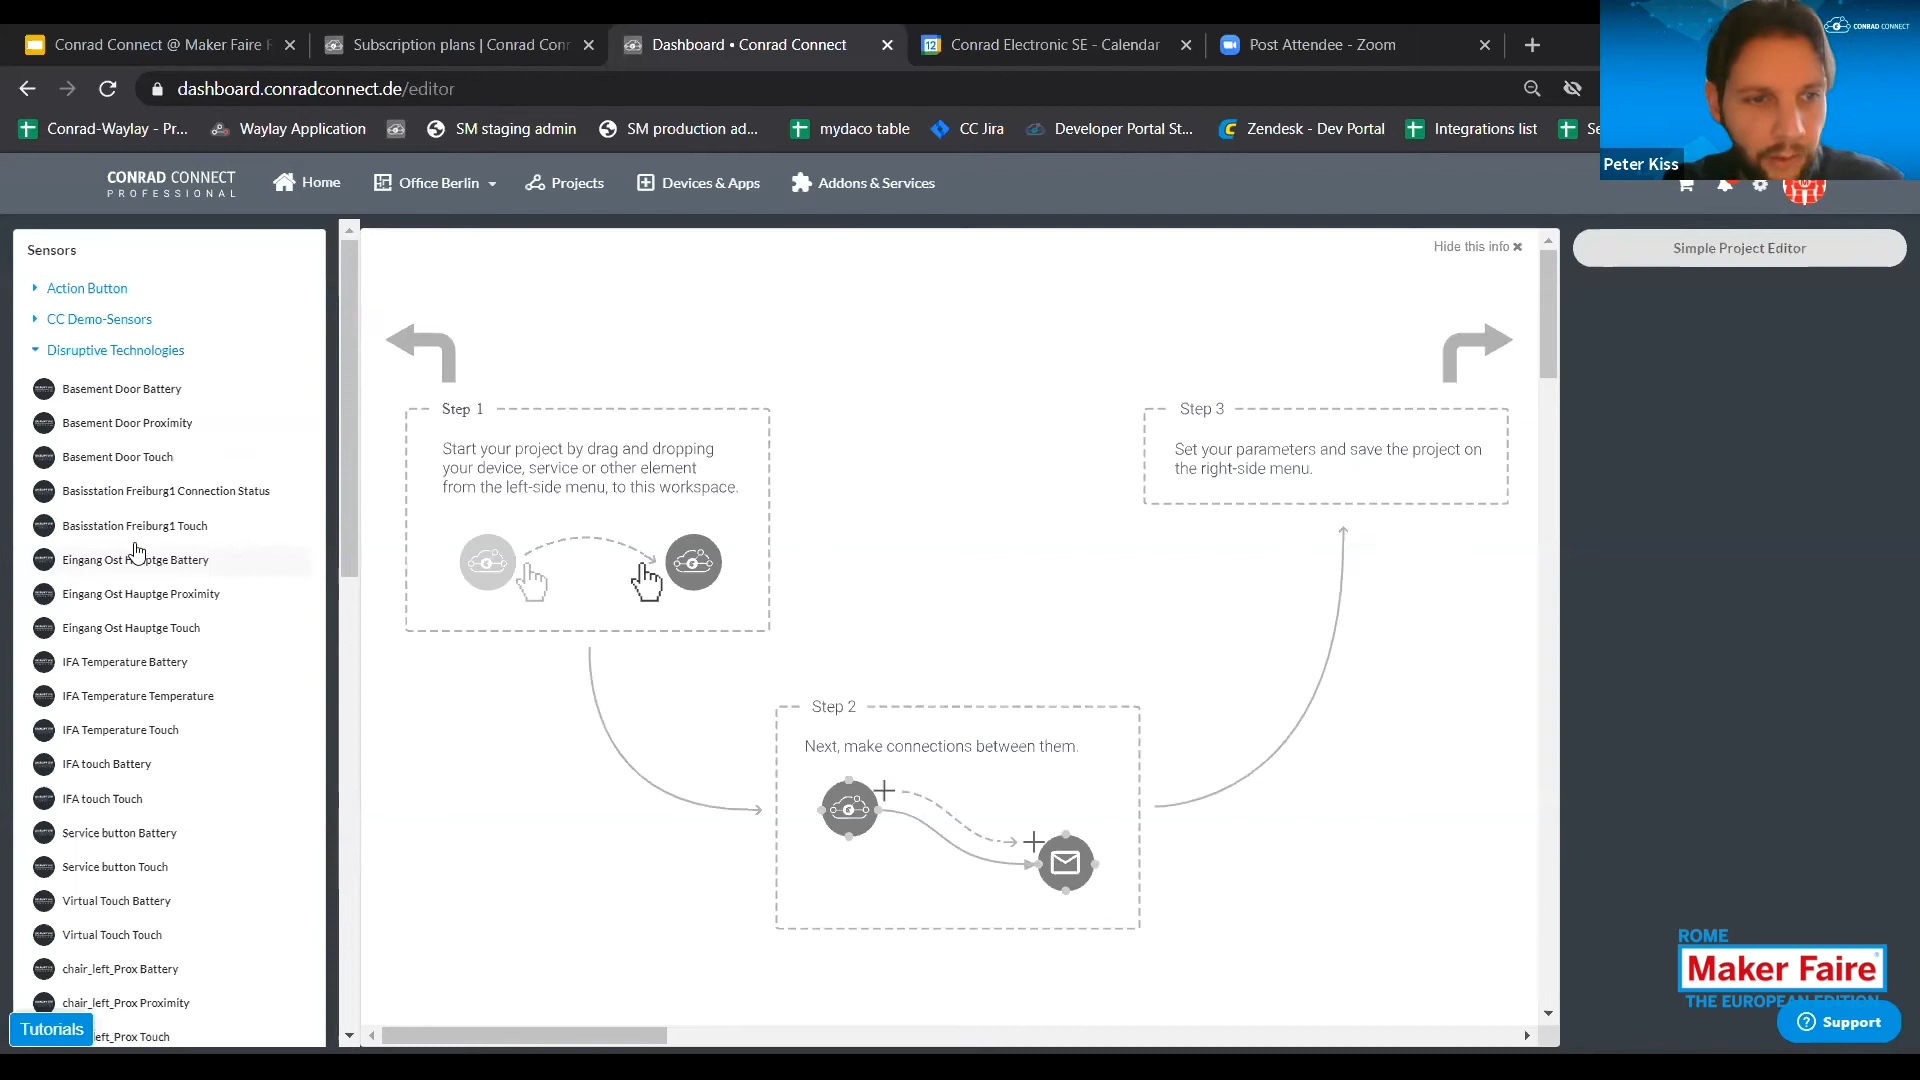 Conrad Connect @ Maker Faire
Subscription plans | Conrad Con
Dashboard • Conrad Connect
12
Conrad Electronic SE - Calendar
Post Attendee - Zoom
dashboard.conradconnect.de/editor
Conrad-Waylay - Pr...
Waylay Application
SM staging admin
SM production ad...
mydaco table
CC Jira
Developer Portal St...
Zendesk - Dev Portal
Integrations list
CONRAD CONNECT
Peter Kiss
CONRAD CONNECT
PROFESSIONAL
Home
Office Berlin
Projects
Devices & Apps
Addons & Services
Sensors
Action Button
CC Demo-Sensors
Disruptive Technologies
Basement Door Battery
Basement Door Proximity
Basement Door Touch
Basisstation Freiburg1 Connection Status
Basisstation Freiburg1 Touch
Eingang Ost Hauptge Battery
Eingang Ost Hauptge Proximity
Eingang Ost Hauptge Touch
IFA Temperature Battery
IFA Temperature Temperature
IFA Temperature Touch
IFA touch Battery
IFA touch Touch
Service button Battery
Service button Touch
Virtual Touch Battery
Virtual Touch Touch
chair_left_Prox Battery
chair_left_Prox Proximity
eft_Prox Touch
Tutorials
Hide this info ×
Step 1
Start your project by drag and dropping
your device, service or other element
from the left-side menu, to this workspace.
Step 2
Next, make connections between them.
Step 3
Set your parameters and save the project on
the right-side menu.
Simple Project Editor
ROME
Maker Faire
THE EUROPEAN EDITION
Support